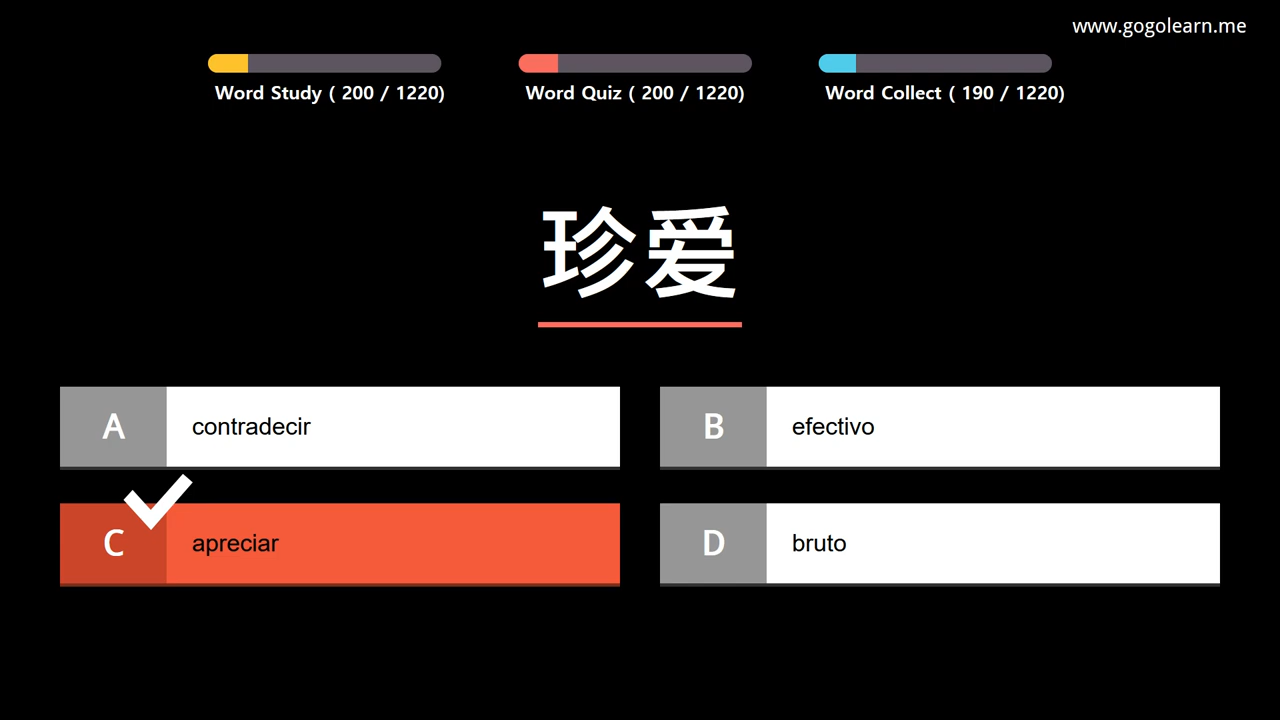 www.gogolearn.me
Word Study ( 200 / 1220)
Word Quiz ( 200 / 1220)
Word Collect ( 190 / 1220)
珍爱
A
contradecir
B
efectivo
C
apreciar
D
bruto